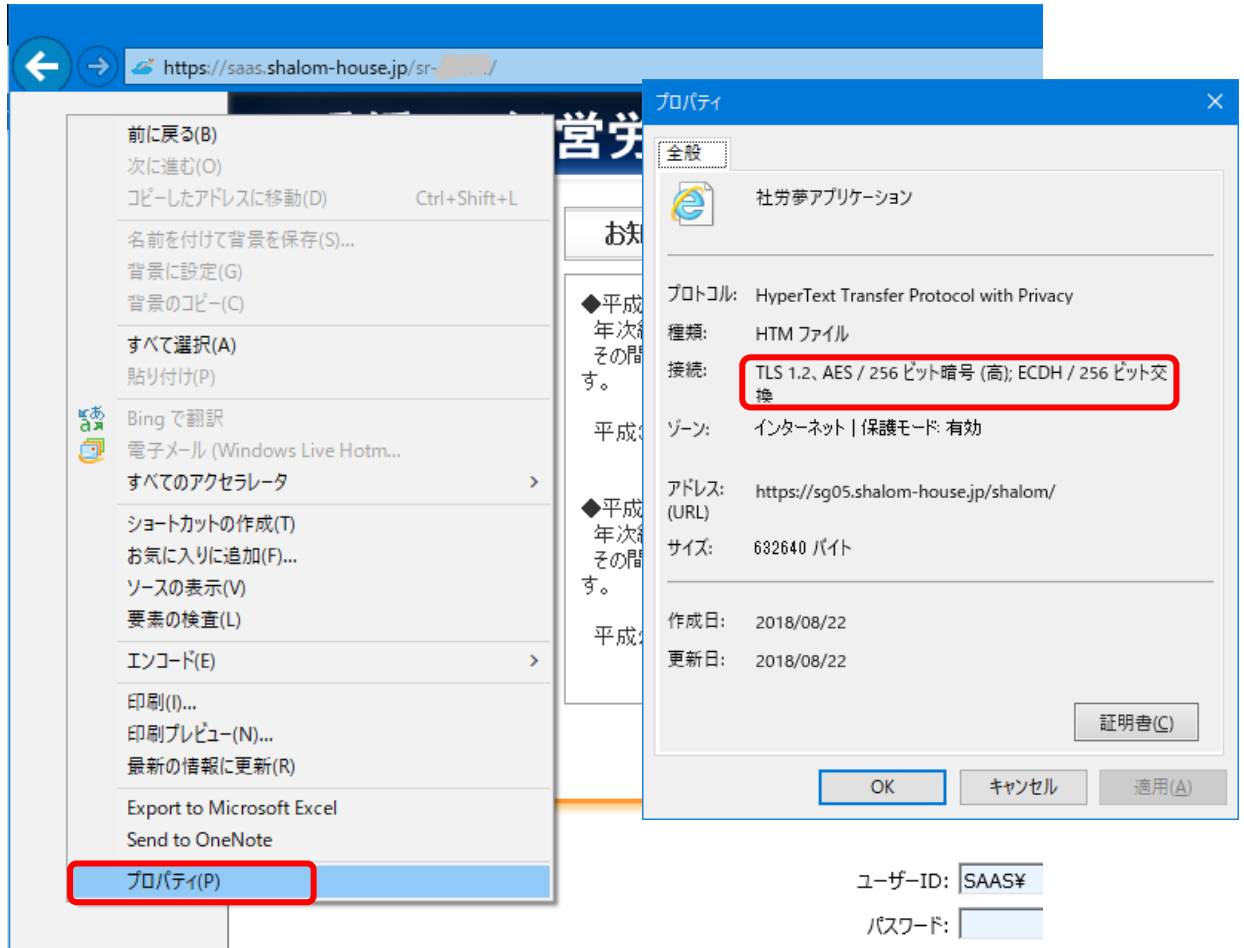 https://saas.shalom-house.jp/sr-
/
営労
お知
◆平成
年次
その間
す。
平成
◆平成
年次
その間
す。
平成
前に戻る(B)
次に進む(O)
コピーしたアドレスに移動(D) Ctrl+Shift+L
名前を付けて背景を保存(S)...
背景に設定(G)
背景のコピー(C)
すべて選択(A)
貼り付け(P)
Bing で翻訳
電子メール (Windows Live Hotm...
すべてのアクセラレータ
ショートカットの作成(T)
お気に入りに追加(F)...
ソースの表示(V)
要素の検査(L)
エンコード(E)
印刷(I)...
印刷プレビュー(N)...
最新の情報に更新(R)
Export to Microsoft Excel
Send to OneNote
プロパティ(P)
プロパティ
全般
社労夢アプリケーション
プロトコル: HyperText Transfer Protocol with Privacy
種類: HTM ファイル
接続: TLS 1.2、AES / 256 ビット暗号 (高); ECDH / 256 ビット交
換
ゾーン: インターネット | 保護モード: 有効
アドレス: https://sg05.shalom-house.jp/shalom/
(URL)
サイズ: 632640 バイト
作成日: 2018/08/22
更新日: 2018/08/22
証明書(C)
OK キャンセル 適用(A)
ユーザーID: SAAS¥
パスワード: